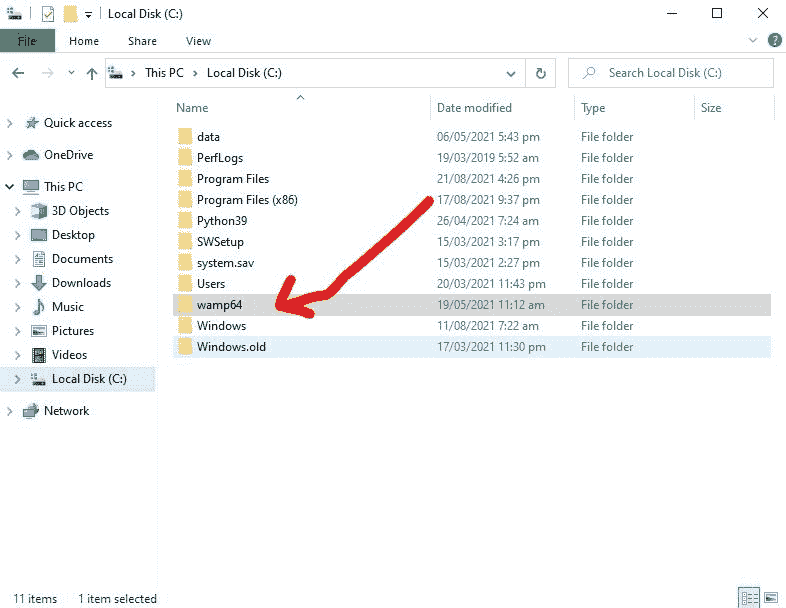 Local Disk (C:)
File Home Share View
This PC Local Disk (C:) Search Local Disk (C:)
Name Date modified Type Size
Quick access
OneDrive
This PC
3D Objects
Desktop
Documents
Downloads
Music
Pictures
Videos
Local Disk (C:)
Network
data 06/05/2021 5:43 pm File folder
PerfLogs 19/03/2019 5:52 am File folder
Program Files 21/08/2021 4:26 pm File folder
Program Files (x86) 17/08/2021 9:37 pm File folder
Python39 26/04/2021 7:24 am File folder
SWSetup 15/03/2021 3:17 pm File folder
system.sav 15/03/2021 2:27 pm File folder
Users 20/03/2021 11:43 pm File folder
wamp64 19/05/2021 11:12 am File folder
Windows 11/08/2021 7:22 am File folder
Windows.old 17/03/2021 11:30 pm File folder
11 items 1 item selected